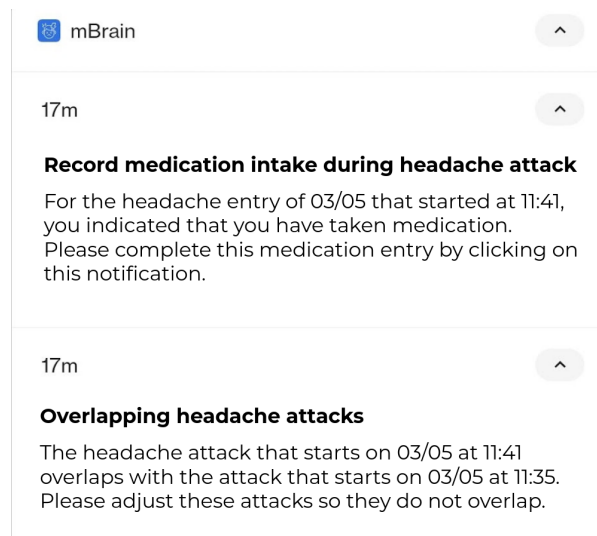 mBrain
17m
Record medication intake during headache attack
For the headache entry of 03/05 that started at 11:41,
you indicated that you have taken medication.
Please complete this medication entry by clicking on
this notification.
17m
Overlapping headache attacks
The headache attack that starts on 03/05 at 11:41
overlaps with the attack that starts on 03/05 at 11:35.
Please adjust these attacks so they do not overlap.